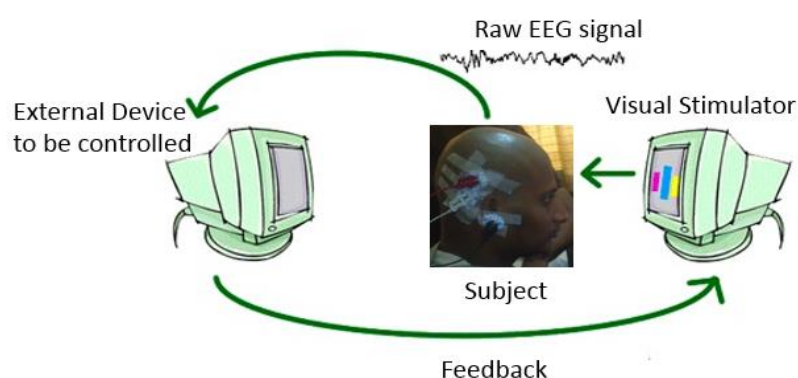 Raw EEG signal
External Device
to be controlled
Visual Stimulator
Subject
Feedback